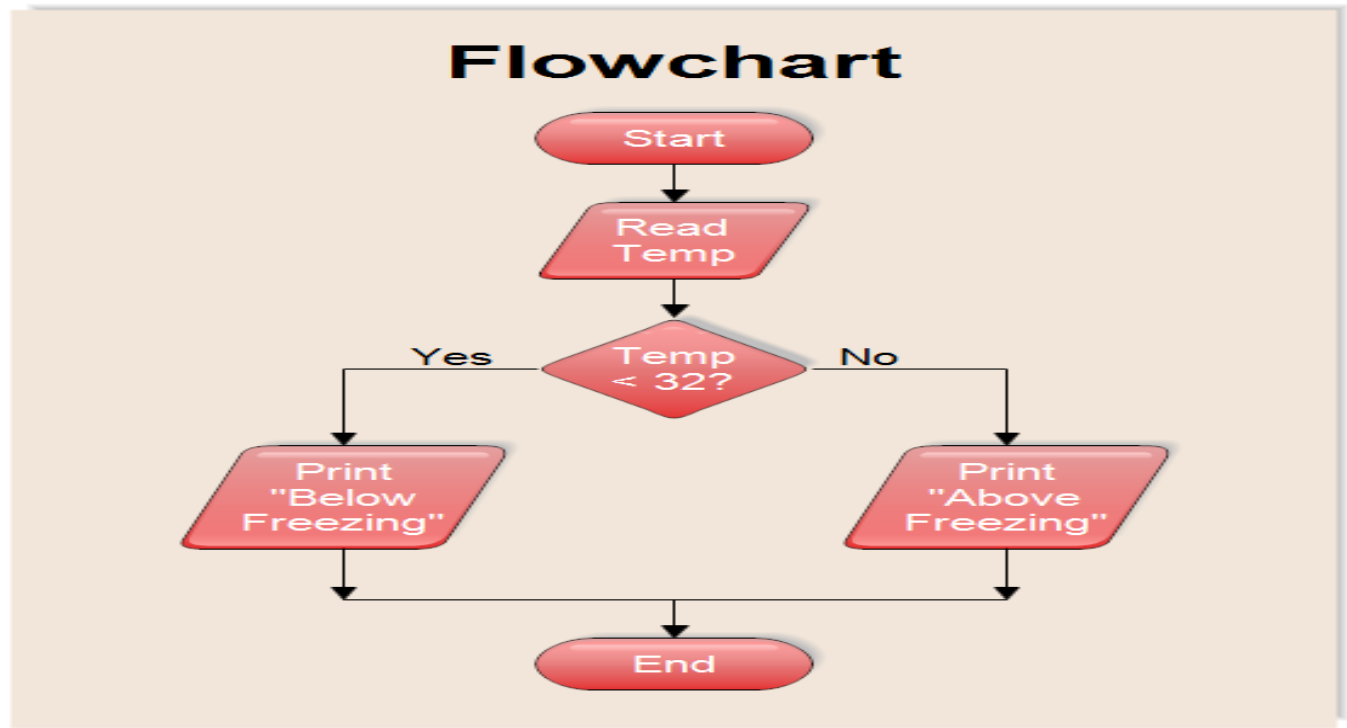 Flowchart
Start
Read
Temp
Temp
< 32?
Yes
No
Print
"Below
Freezing"
Print
"Above
Freezing"
End